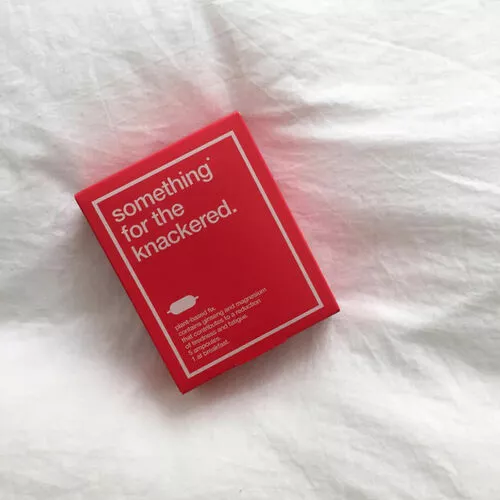 something*
for the
knackered.
plant-based fix.
contains ginseng and magnesium
that contributes to a reduction
of tiredness and fatigue.
5 ampoules.
1 at breakfast.